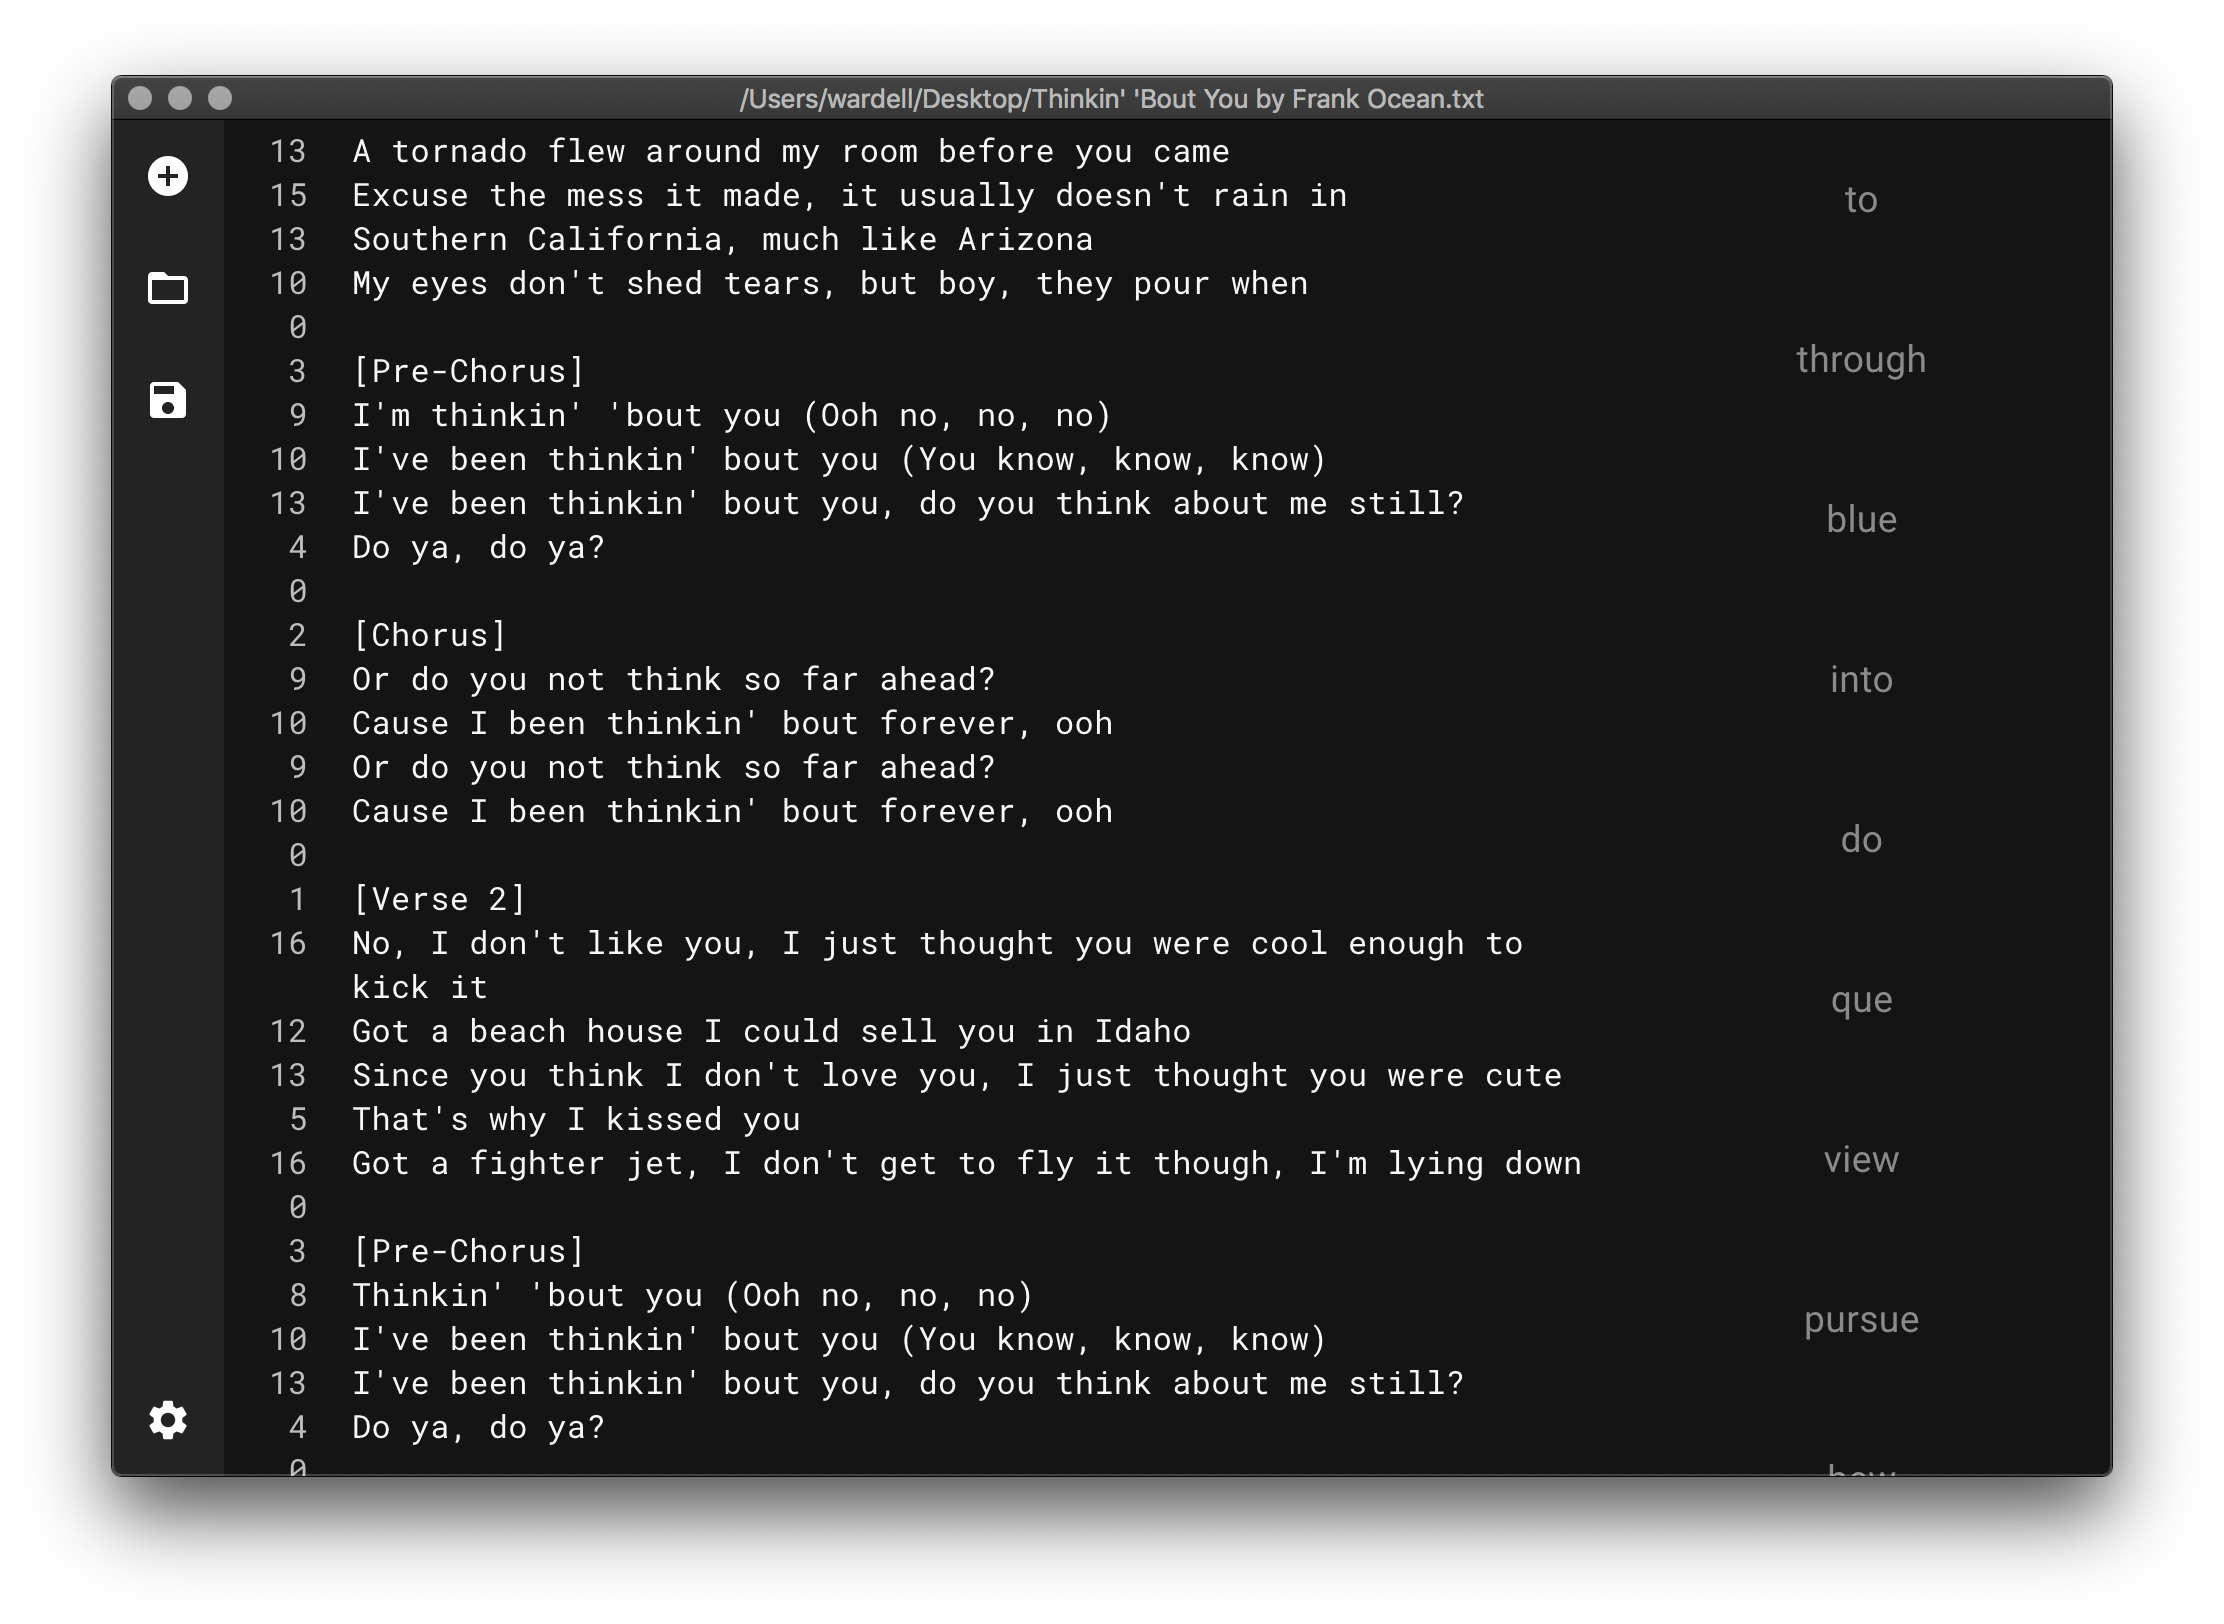 /Users/wardell/Desktop/Thinkin' 'Bout You by Frank Ocean.txt
13 A tornado flew around my room before you came
15 Excuse the mess it made, it usually doesn't rain in
13 Southern California, much like Arizona
10 My eyes don't shed tears, but boy, they pour when
0
3 [Pre-Chorus]
9 I'm thinkin' 'bout you (Ooh no, no, no)
10 I've been thinkin' bout you (You know, know, know)
13 I've been thinkin' bout you, do you think about me still?
4 Do ya, do ya?
0
2 [Chorus]
9 Or do you not think so far ahead?
10 Cause I been thinkin' bout forever, ooh
9 Or do you not think so far ahead?
10 Cause I been thinkin' bout forever, ooh
0
1 [Verse 2]
16 No, I don't like you, I just thought you were cool enough to
kick it
12 Got a beach house I could sell you in Idaho
13 Since you think I don't love you, I just thought you were cute
5 That's why I kissed you
16 Got a fighter jet, I don't get to fly it though, I'm lying down
0
3 [Pre-Chorus]
8 Thinkin' 'bout you (Ooh no, no, no)
10 I've been thinkin' bout you (You know, know, know)
13 I've been thinkin' bout you, do you think about me still?
4 Do ya, do ya?
0
to
through
blue
into
do
que
view
pursue